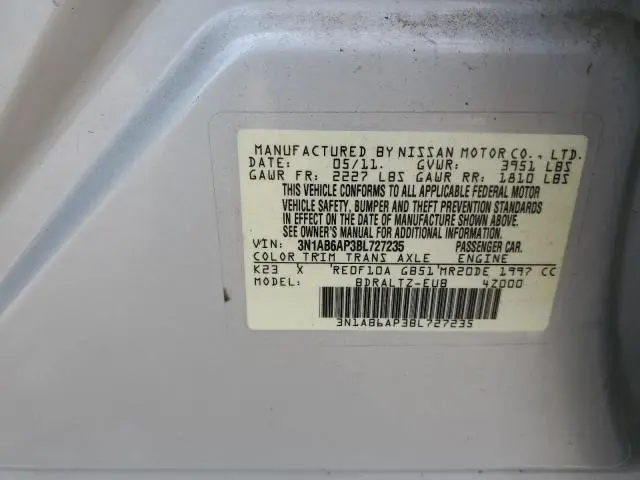 MANUFACTURED BY NISSAN MOTOR CO., LTD.
DATE: 05/11. GVWR: 3951 LBS
GAWR FR: 2227 LBS GAWR RR: 1810 LBS
THIS VEHICLE CONFORMS TO ALL APPLICABLE FEDERAL MOTOR
VEHICLE SAFETY, BUMPER AND THEFT PREVENTION STANDARDS
IN EFFECT ON THE DATE OF MANUFACTURE SHOWN ABOVE.
SEE OWNER'S MANUAL FOR ADDITIONAL INFORMATION.
VIN: 3N1AB6AP3BL727235 PASSENGER CAR.
COLOR TRIM TRANS AXLE ENGINE
K23 X RE0F10A GB51 MR20DE 1997 CC
MODEL: BDRALTZ-EUB 4Z000
3N1AB6AP3BL727235